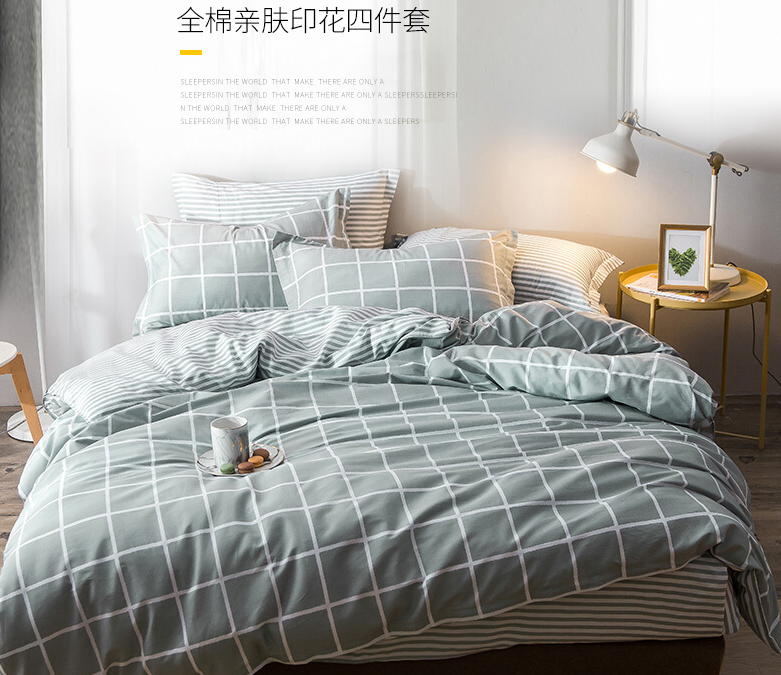 全棉亲肤印花四件套
SLEEPERSIN THE WORLD THAT MAKE THERE ARE ONLY A
SLEEPERSIN THE WORLD THAT MAKE THERE ARE ONLY A SLEEPERSSLEEPERSI
N THE WORLD THAT MAKE THERE ARE ONLY A
SLEEPERSIN THE WORLD THAT MAKE THERE ARE ONLY A SLEEPERS